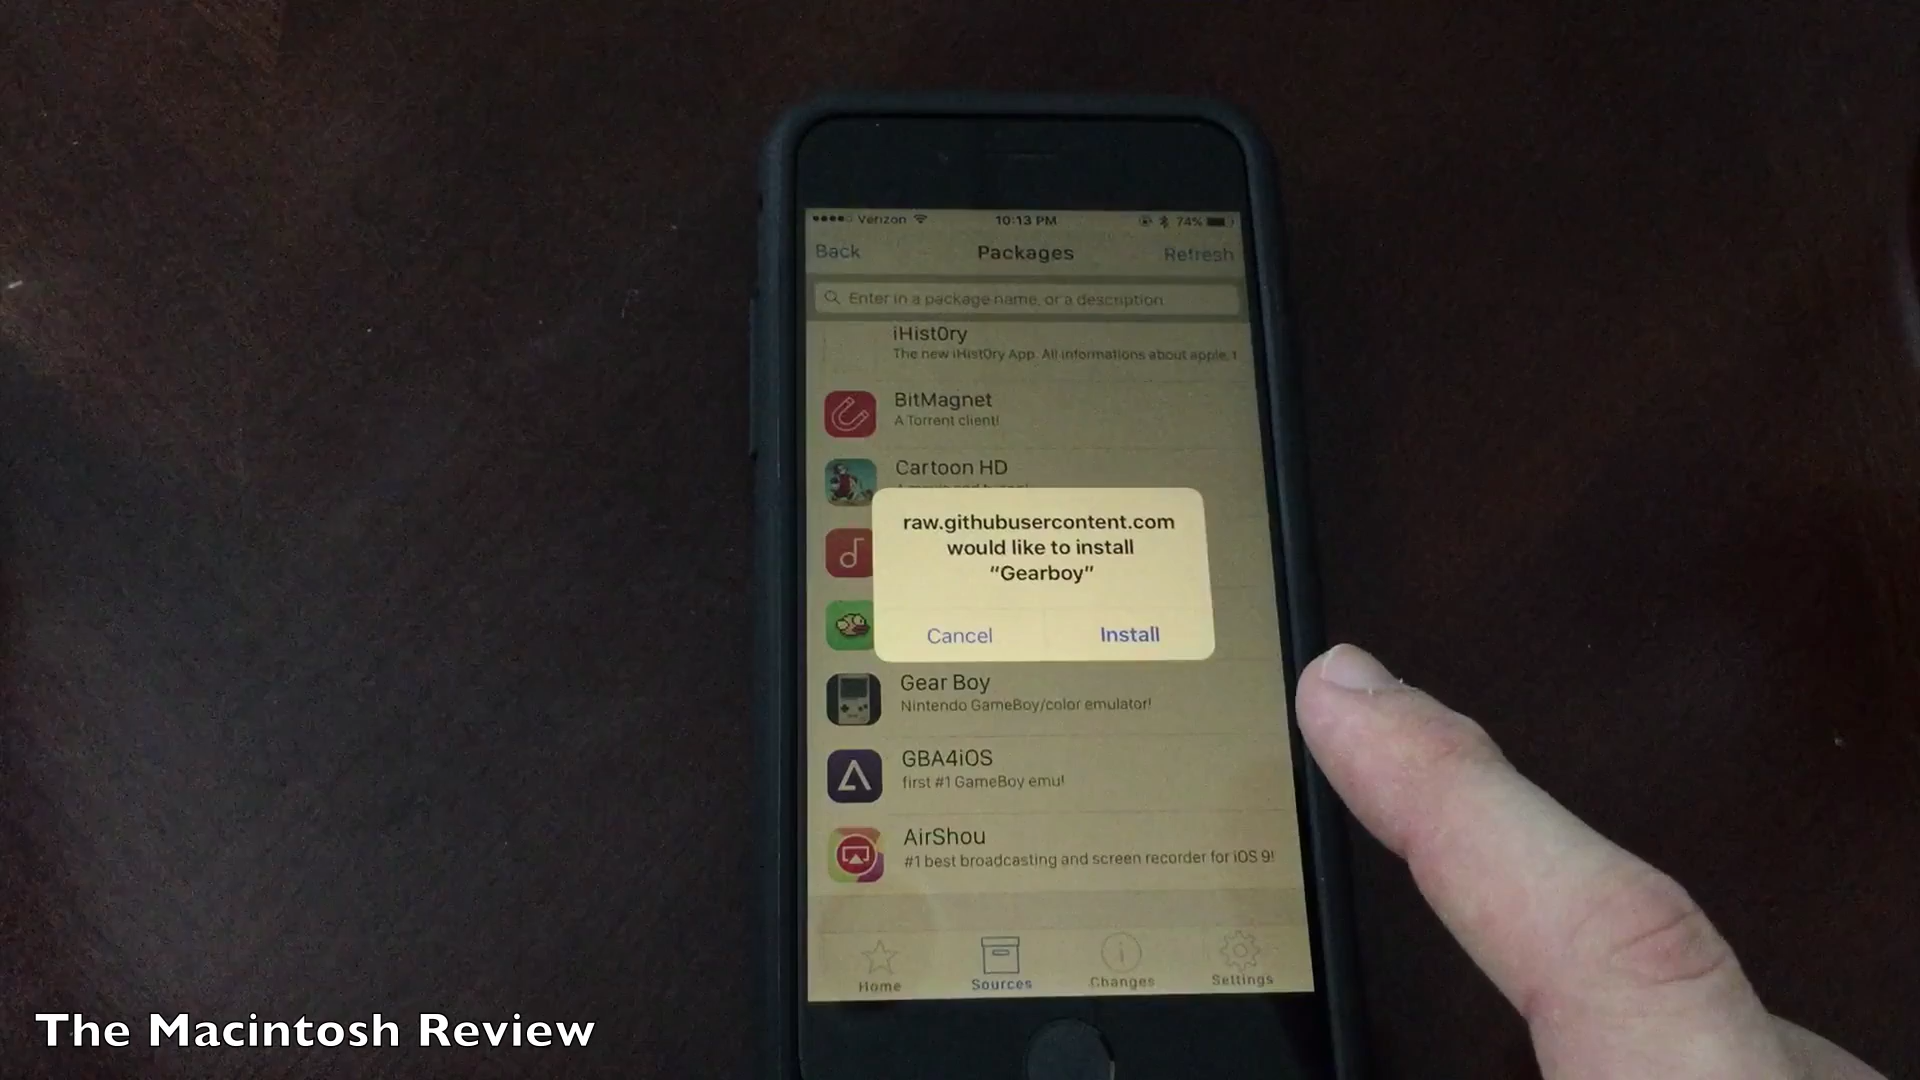 Verizon 10:13 PM 74%
Back Packages Refresh
Enter in a package name, or a description
iHist0ry
The new iHist0ry App. All informations about apple, t
BitMagnet
A Torrent client!
Cartoon HD
raw.githubusercontent.com
would like to install
“Gearboy”
Cancel Install
Gear Boy
Nintendo GameBoy/color emulator!
GBA4iOS
first #1 GameBoy emu!
AirShou
#1 best broadcasting and screen recorder for iOS 9!
Home Sources Changes Settings
The Macintosh Review